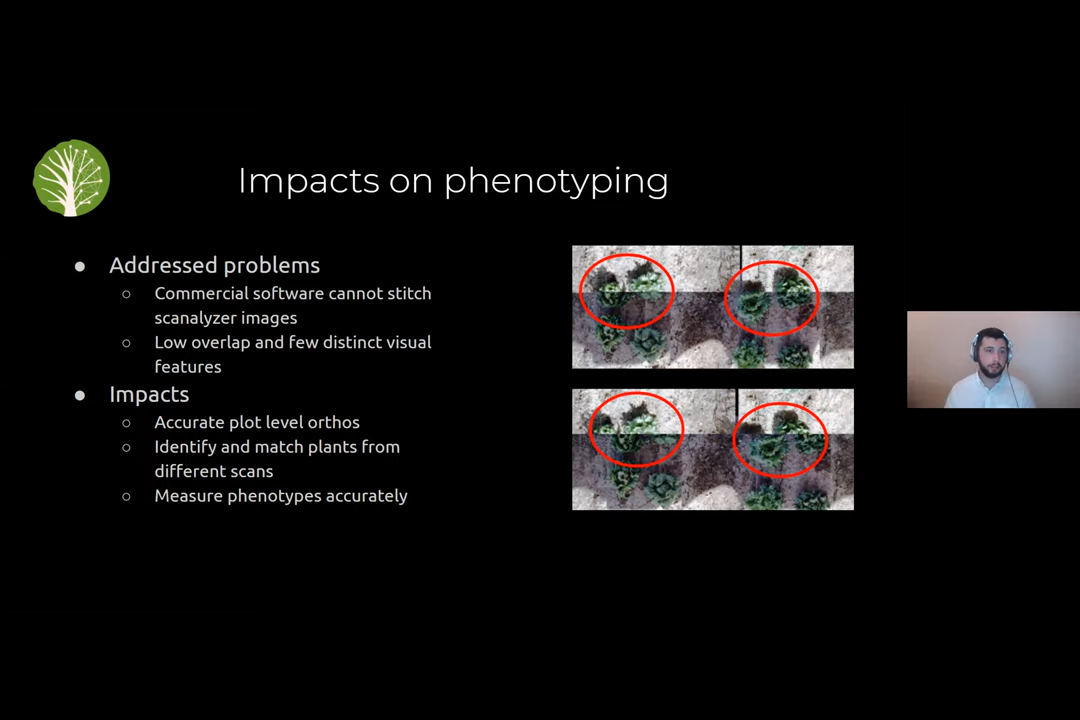 Impacts on phenotyping
● Addressed problems
○ Commercial software cannot stitch
scanalyzer images
○ Low overlap and few distinct visual
features
● Impacts
○ Accurate plot level orthos
○ Identify and match plants from
different scans
○ Measure phenotypes accurately